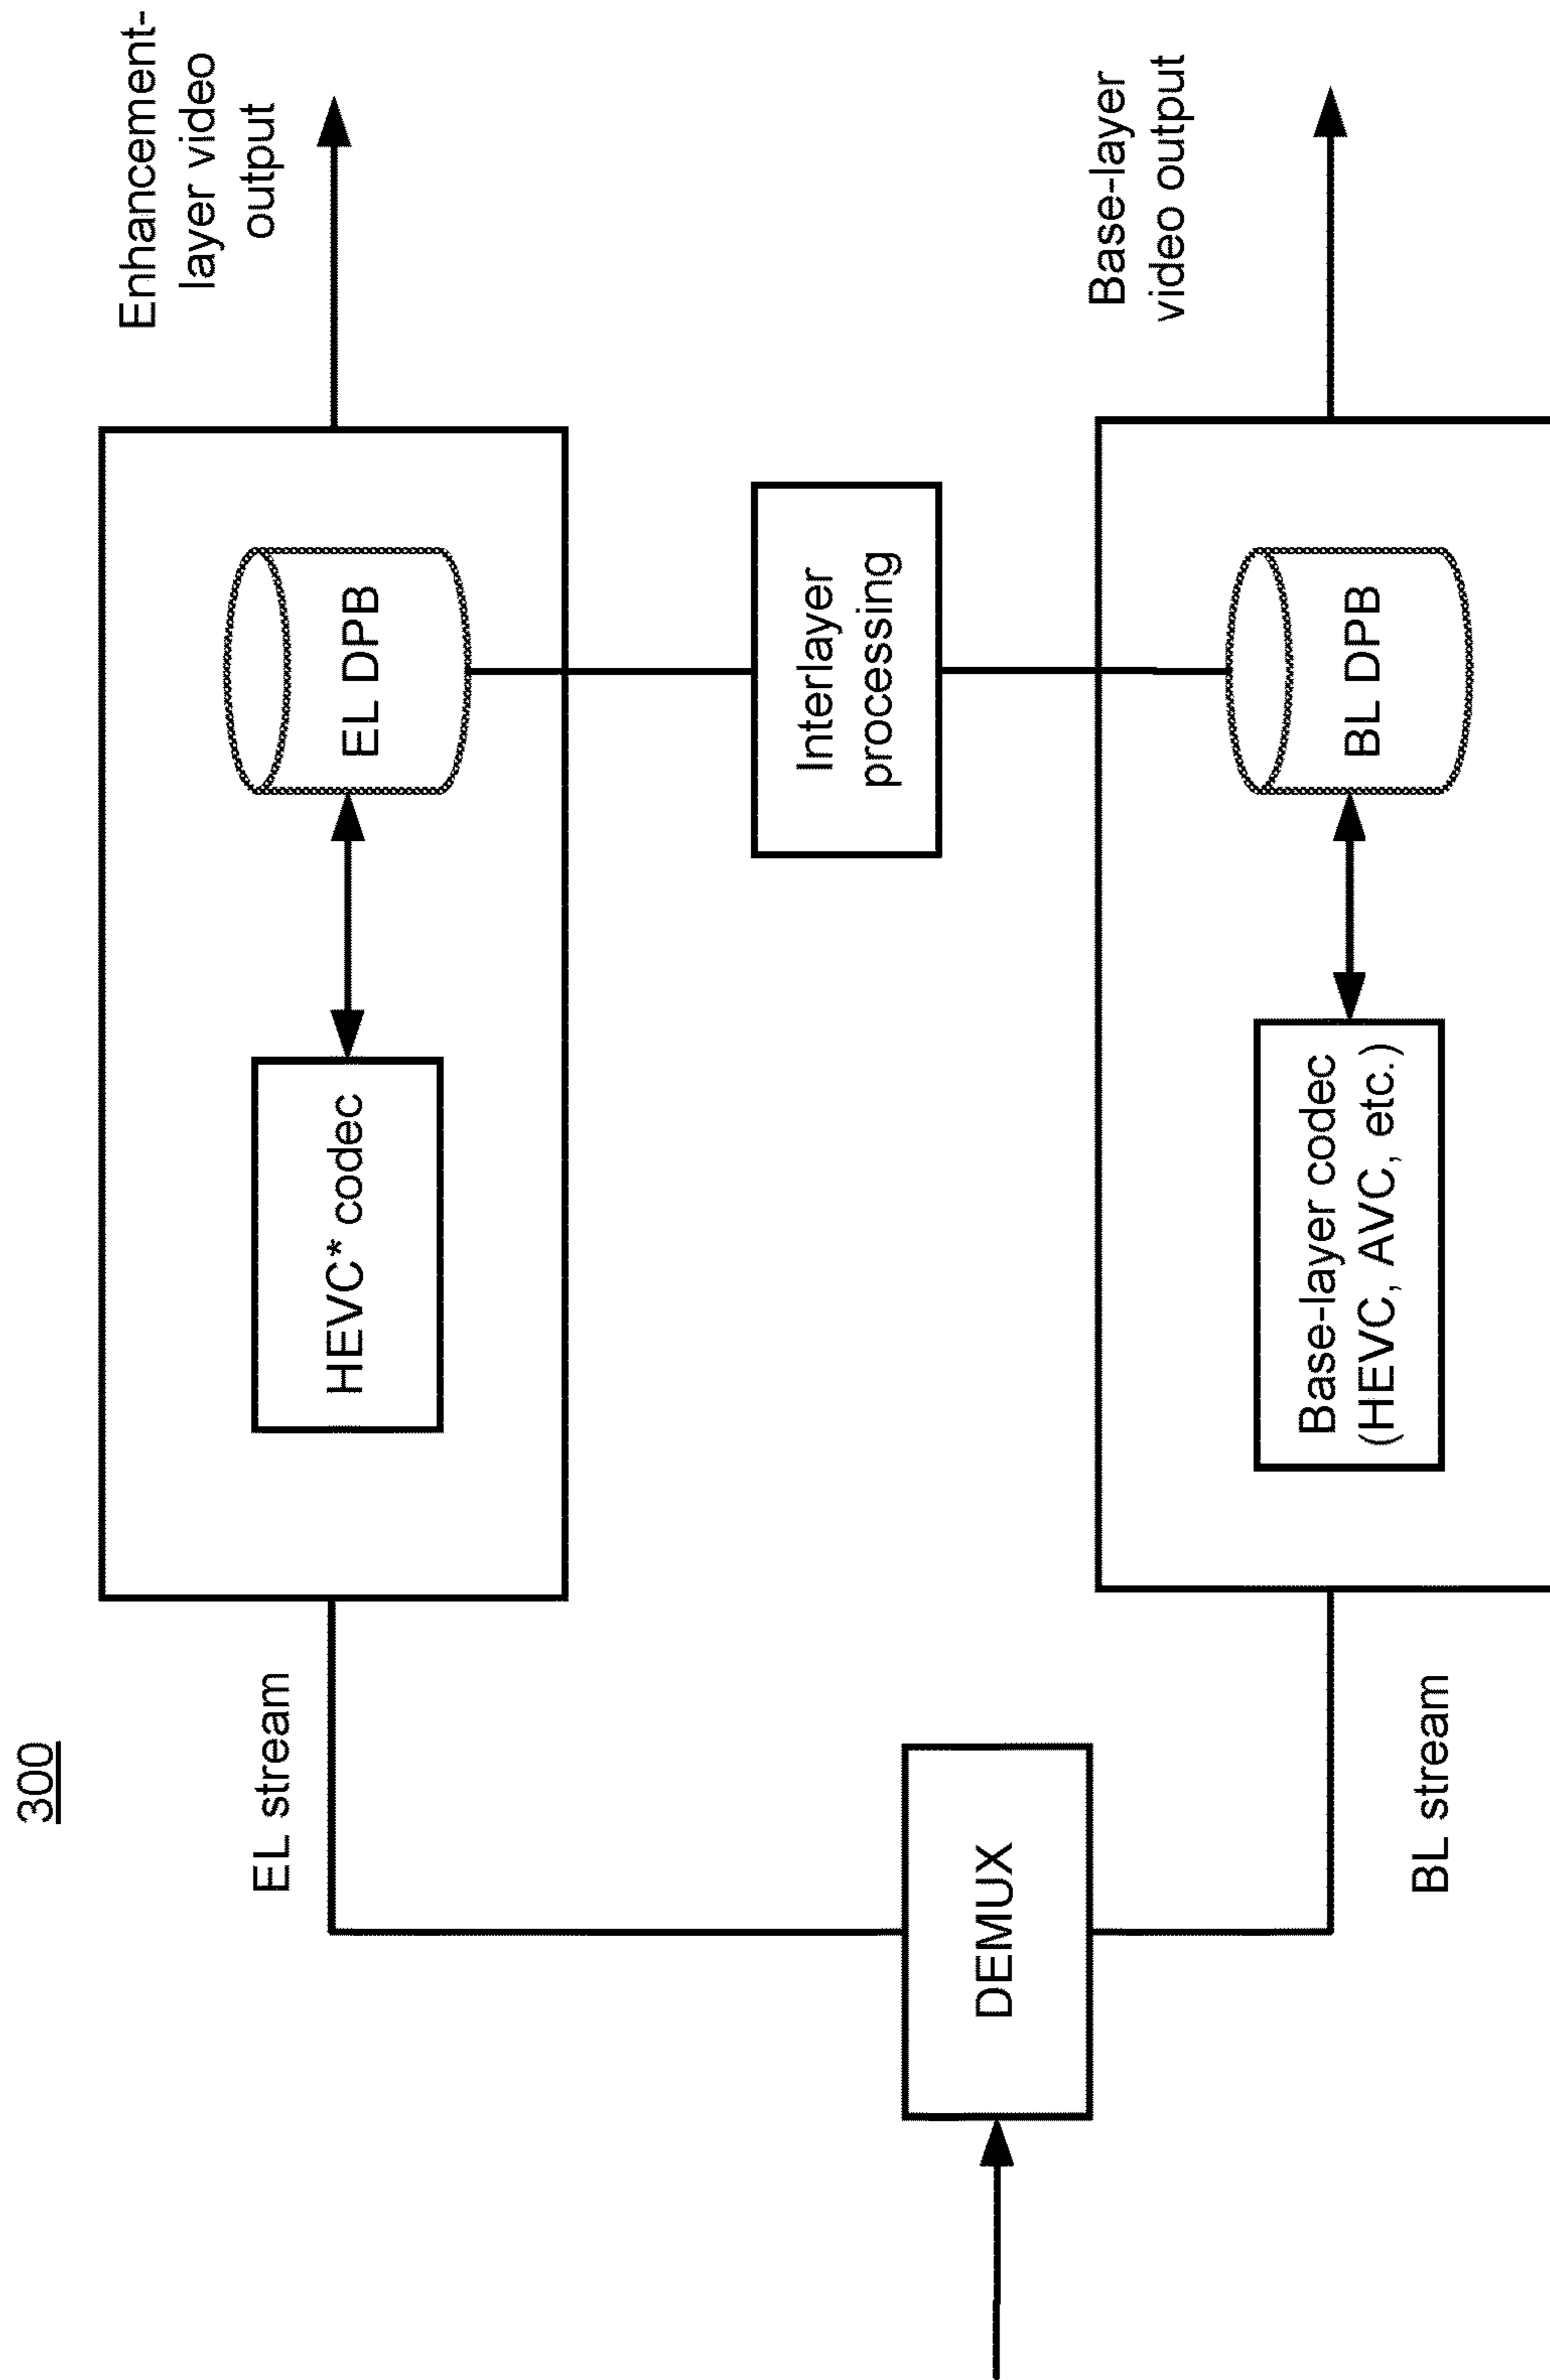 300
Enhancement-
layer video
output
EL stream
HEVC* codec
EL DPB
Interlayer
processing
DEMUX
Base-layer
video output
BL stream
Base-layer codec
(HEVC, AVC, etc.)
BL DPB